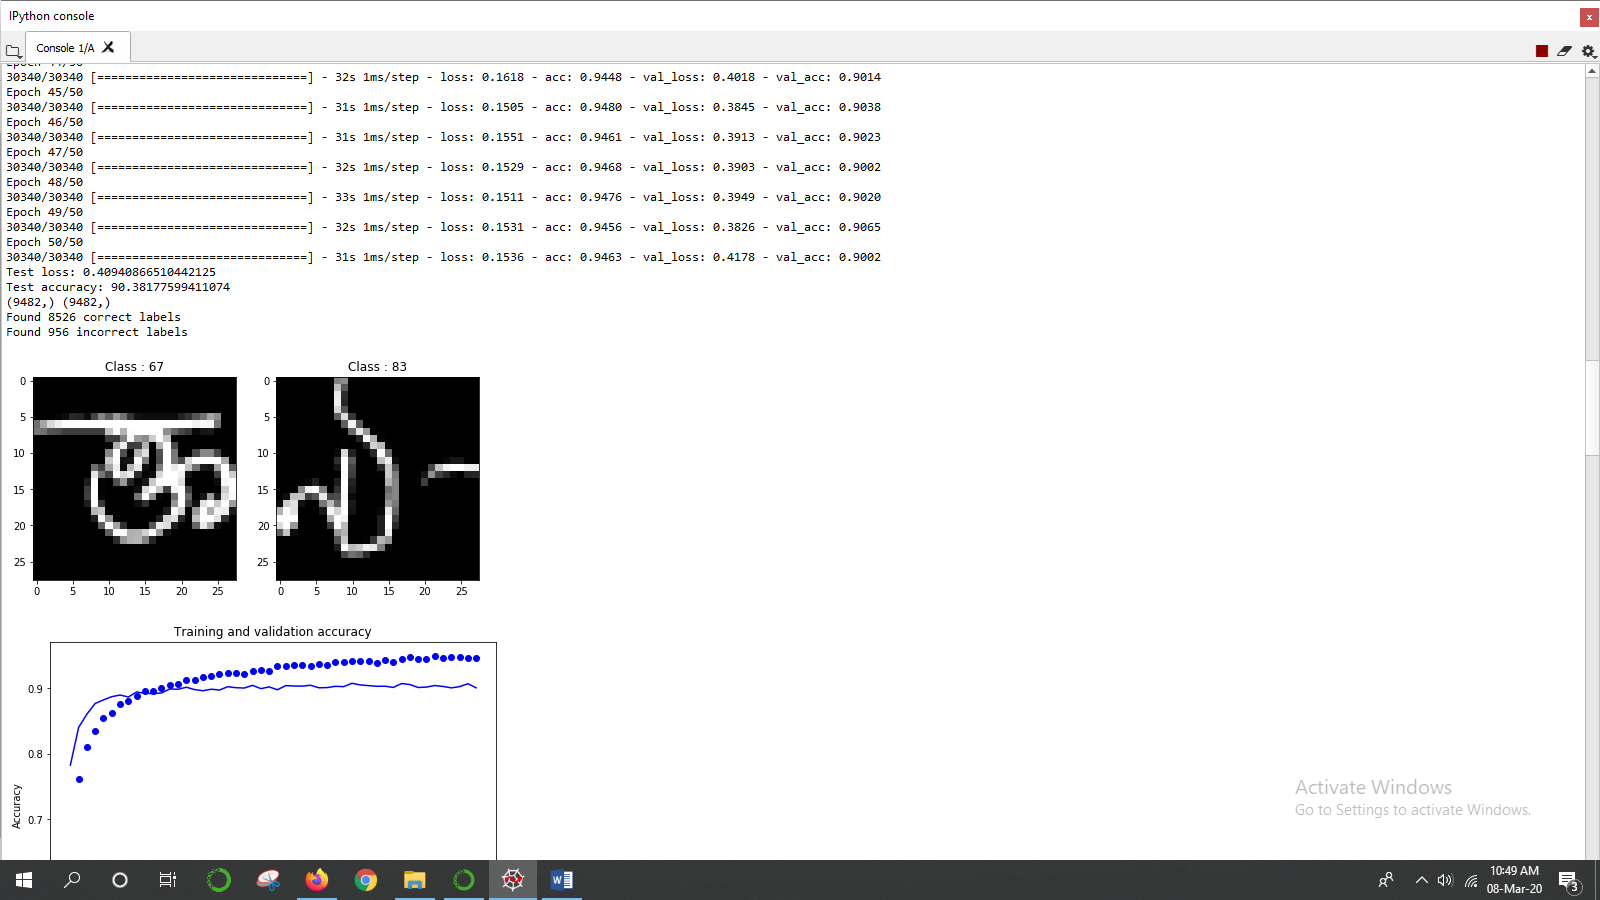 IPython console
Console 1/A
30340/30340 [==============================] - 32s 1ms/step - loss: 0.1618 - acc: 0.9448 - val_loss: 0.4018 - val_acc: 0.9014
Epoch 45/50
30340/30340 [==============================] - 31s 1ms/step - loss: 0.1505 - acc: 0.9480 - val_loss: 0.3845 - val_acc: 0.9038
Epoch 46/50
30340/30340 [==============================] - 31s 1ms/step - loss: 0.1551 - acc: 0.9461 - val_loss: 0.3913 - val_acc: 0.9023
Epoch 47/50
30340/30340 [==============================] - 32s 1ms/step - loss: 0.1529 - acc: 0.9468 - val_loss: 0.3903 - val_acc: 0.9002
Epoch 48/50
30340/30340 [==============================] - 33s 1ms/step - loss: 0.1511 - acc: 0.9476 - val_loss: 0.3949 - val_acc: 0.9020
Epoch 49/50
30340/30340 [==============================] - 32s 1ms/step - loss: 0.1531 - acc: 0.9456 - val_loss: 0.3826 - val_acc: 0.9065
Epoch 50/50
30340/30340 [==============================] - 31s 1ms/step - loss: 0.1536 - acc: 0.9463 - val_loss: 0.4178 - val_acc: 0.9002
Test loss: 0.40940866510442125
Test accuracy: 90.38177599411074
(9482,) (9482,)
Found 8526 correct labels
Found 956 incorrect labels
Class : 67 Class : 83
0 0
5 5
10 10
15 15
20 20
25 25
0 5 10 15 20 25 0 5 10 15 20 25
Training and validation accuracy
0.9
0.8
0.7
Accuracy
Activate Windows
Go to Settings to activate Windows.
10:49 AM
08-Mar-20
3